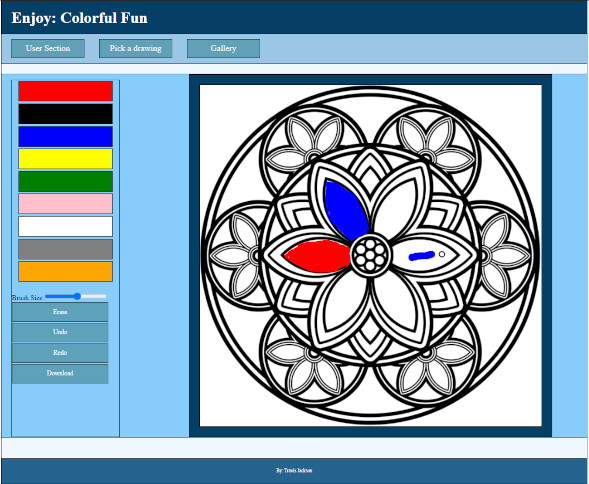 Enjoy: Colorful Fun
User Section
Pick a drawing
Gallery
Brush Size
Erase
Undo
Redo
Download
By: Travis Jackson